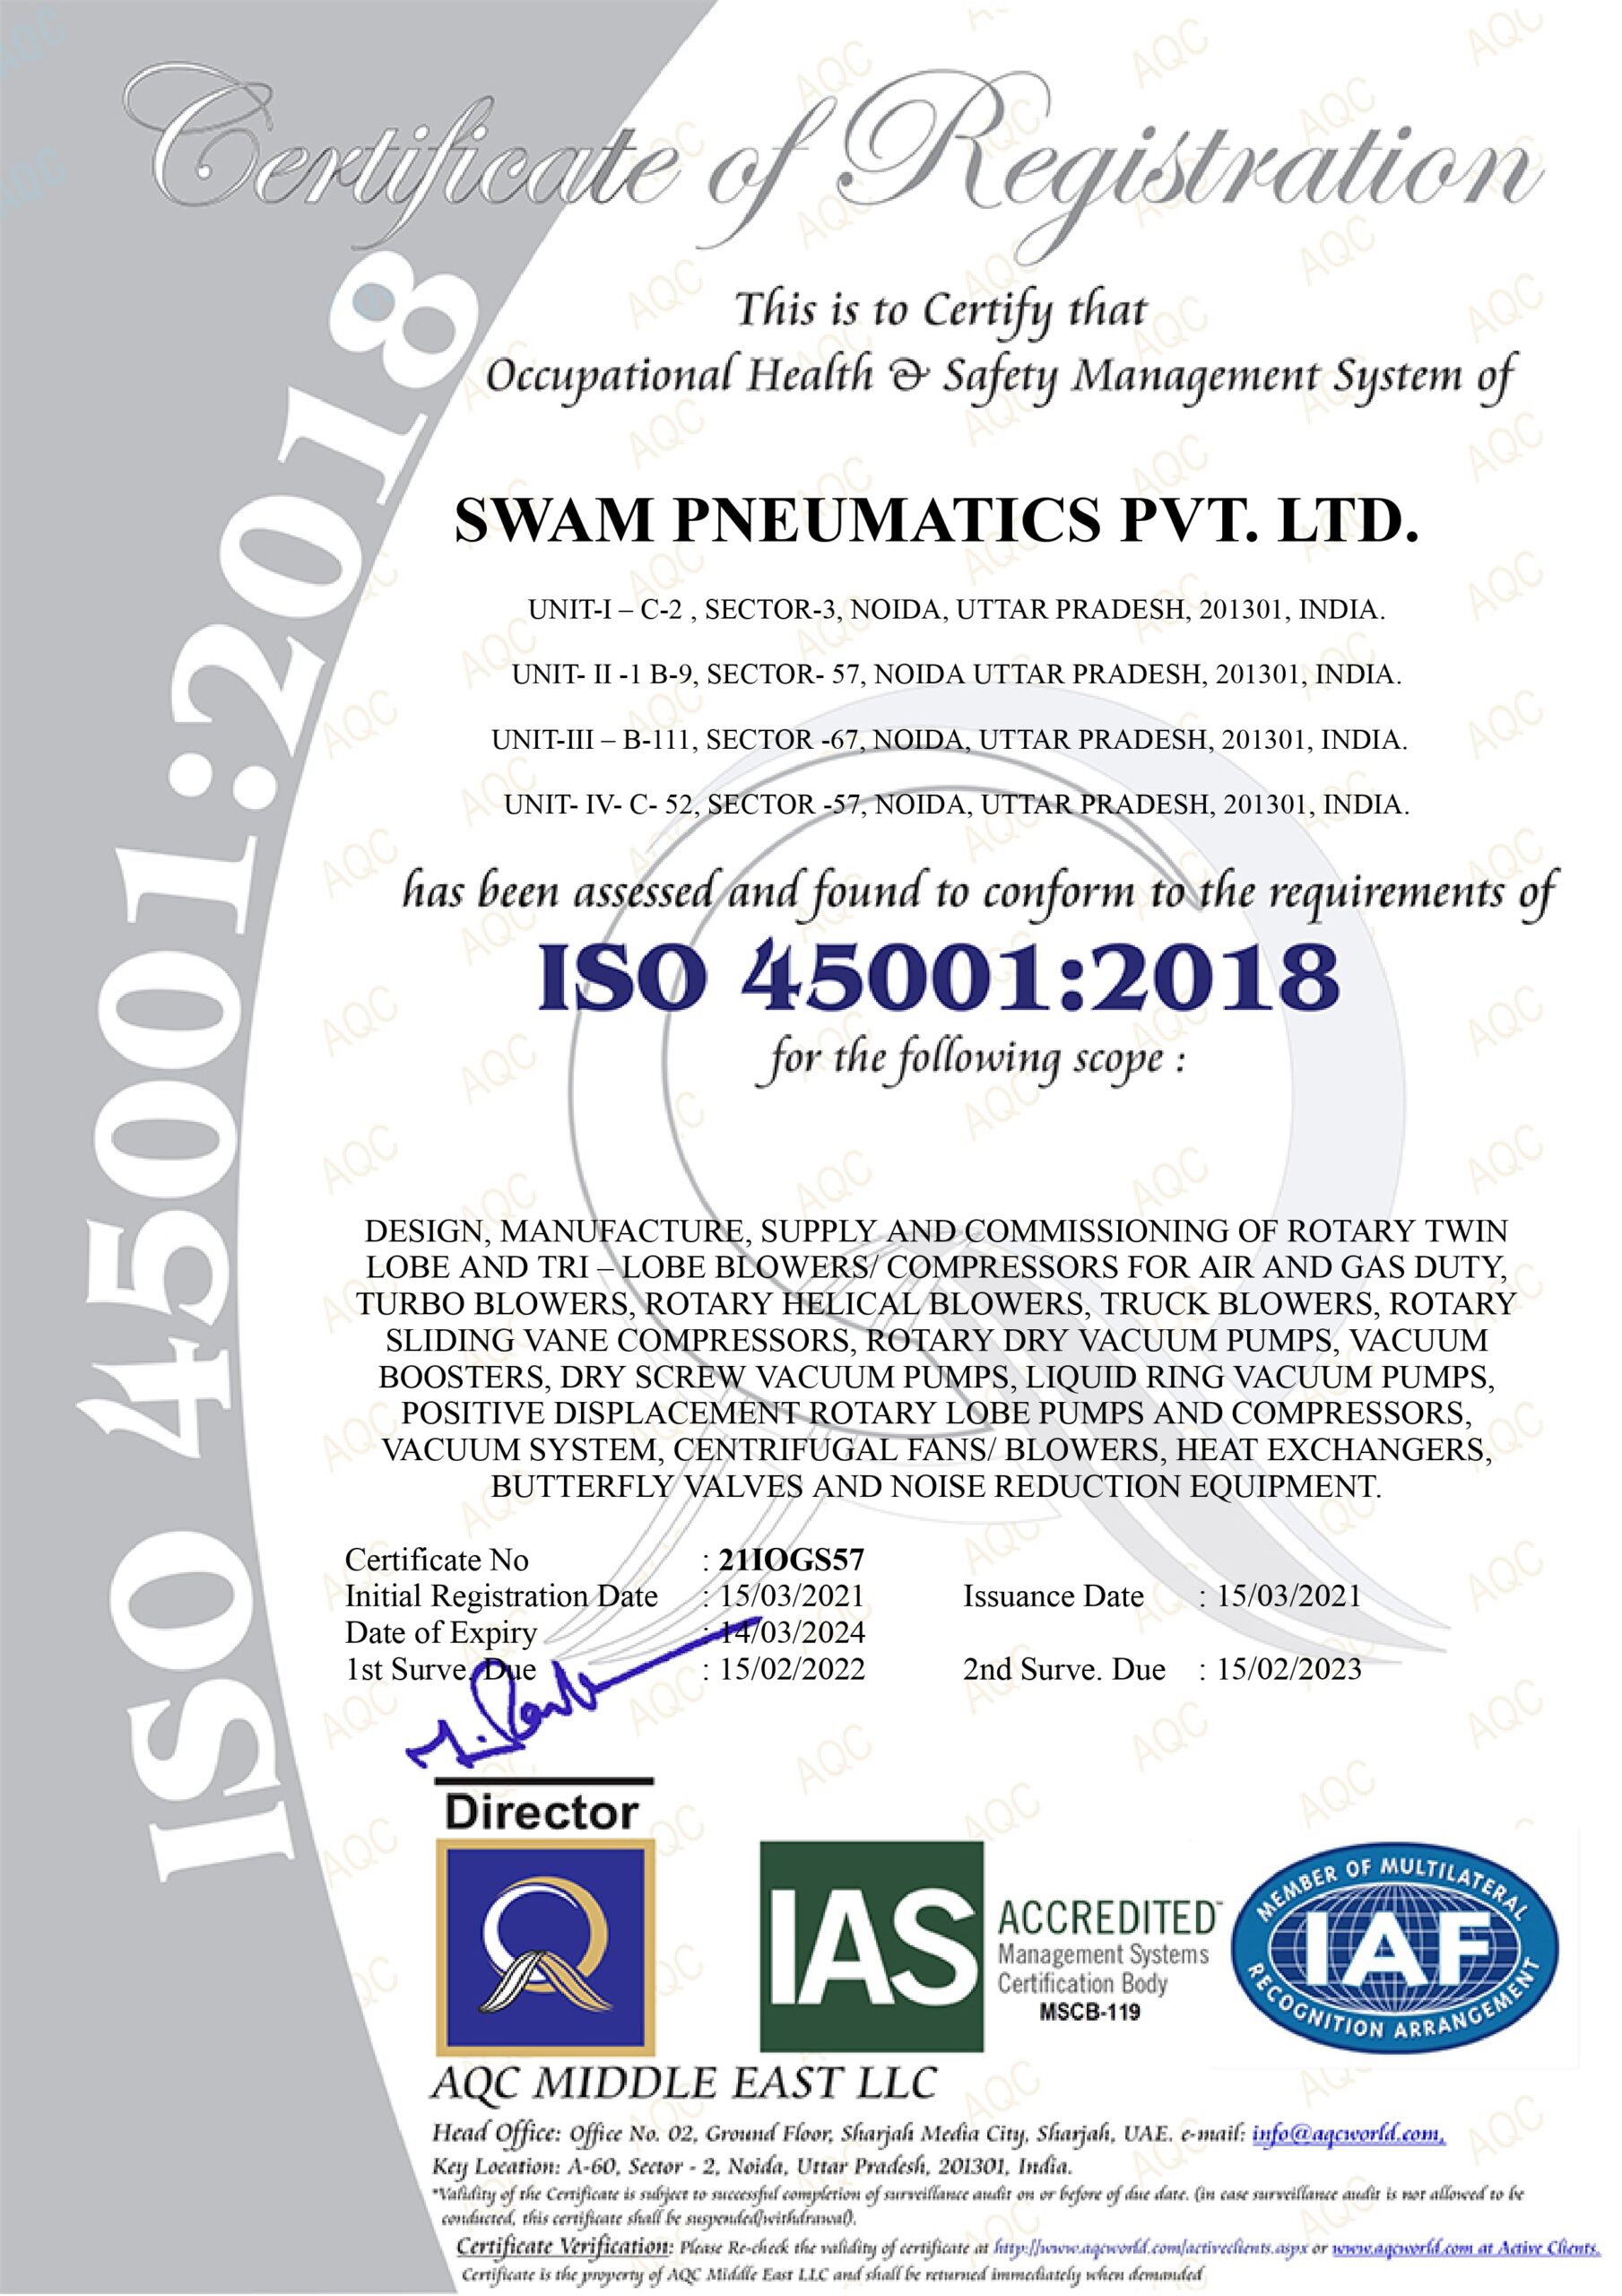 Certificate of Registration
ISO 45001:2018
This is to Certify that
Occupational Health & Safety Management System of
SWAM PNEUMATICS PVT. LTD.
UNIT-I – C-2 , SECTOR-3, NOIDA, UTTAR PRADESH, 201301, INDIA.
UNIT- II -1 B-9, SECTOR- 57, NOIDA UTTAR PRADESH, 201301, INDIA.
UNIT-III – B-111, SECTOR -67, NOIDA, UTTAR PRADESH, 201301, INDIA.
UNIT- IV- C- 52, SECTOR -57, NOIDA, UTTAR PRADESH, 201301, INDIA.
has been assessed and found to conform to the requirements of
ISO 45001:2018
for the following scope :
DESIGN, MANUFACTURE, SUPPLY AND COMMISSIONING OF ROTARY TWIN
LOBE AND TRI – LOBE BLOWERS/ COMPRESSORS FOR AIR AND GAS DUTY,
TURBO BLOWERS, ROTARY HELICAL BLOWERS, TRUCK BLOWERS, ROTARY
SLIDING VANE COMPRESSORS, ROTARY DRY VACUUM PUMPS, VACUUM
BOOSTERS, DRY SCREW VACUUM PUMPS, LIQUID RING VACUUM PUMPS,
POSITIVE DISPLACEMENT ROTARY LOBE PUMPS AND COMPRESSORS,
VACUUM SYSTEM, CENTRIFUGAL FANS/ BLOWERS, HEAT EXCHANGERS,
BUTTERFLY VALVES AND NOISE REDUCTION EQUIPMENT.
Certificate No : 21IOGS57
Initial Registration Date : 15/03/2021 Issuance Date : 15/03/2021
Date of Expiry : 14/03/2024
1st Surve. Due : 15/02/2022 2nd Surve. Due : 15/02/2023
Director
IAS
ACCREDITED™
Management Systems
Certification Body
MSCB-119
MEMBER OF MULTILATERAL
IAF
RECOGNITION ARRANGEMENT
AQC MIDDLE EAST LLC
Head Office: Office No. 02, Ground Floor, Sharjah Media City, Sharjah, UAE. e-mail: info@aqcworld.com,
Key Location: A-60, Sector - 2, Noida, Uttar Pradesh, 201301, India.
*Validity of the Certificate is subject to successful completion of surveillance audit on or before of due date. (in case surveillance audit is not allowed to be
conducted, this certificate shall be suspended/withdrawal).
Certificate Verification: Please Re-check the validity of certificate at http://www.aqcworld.com/activeclients.aspx or www.aqcworld.com at Active Clients.
Certificate is the property of AQC Middle East LLC and shall be returned immediately when demanded